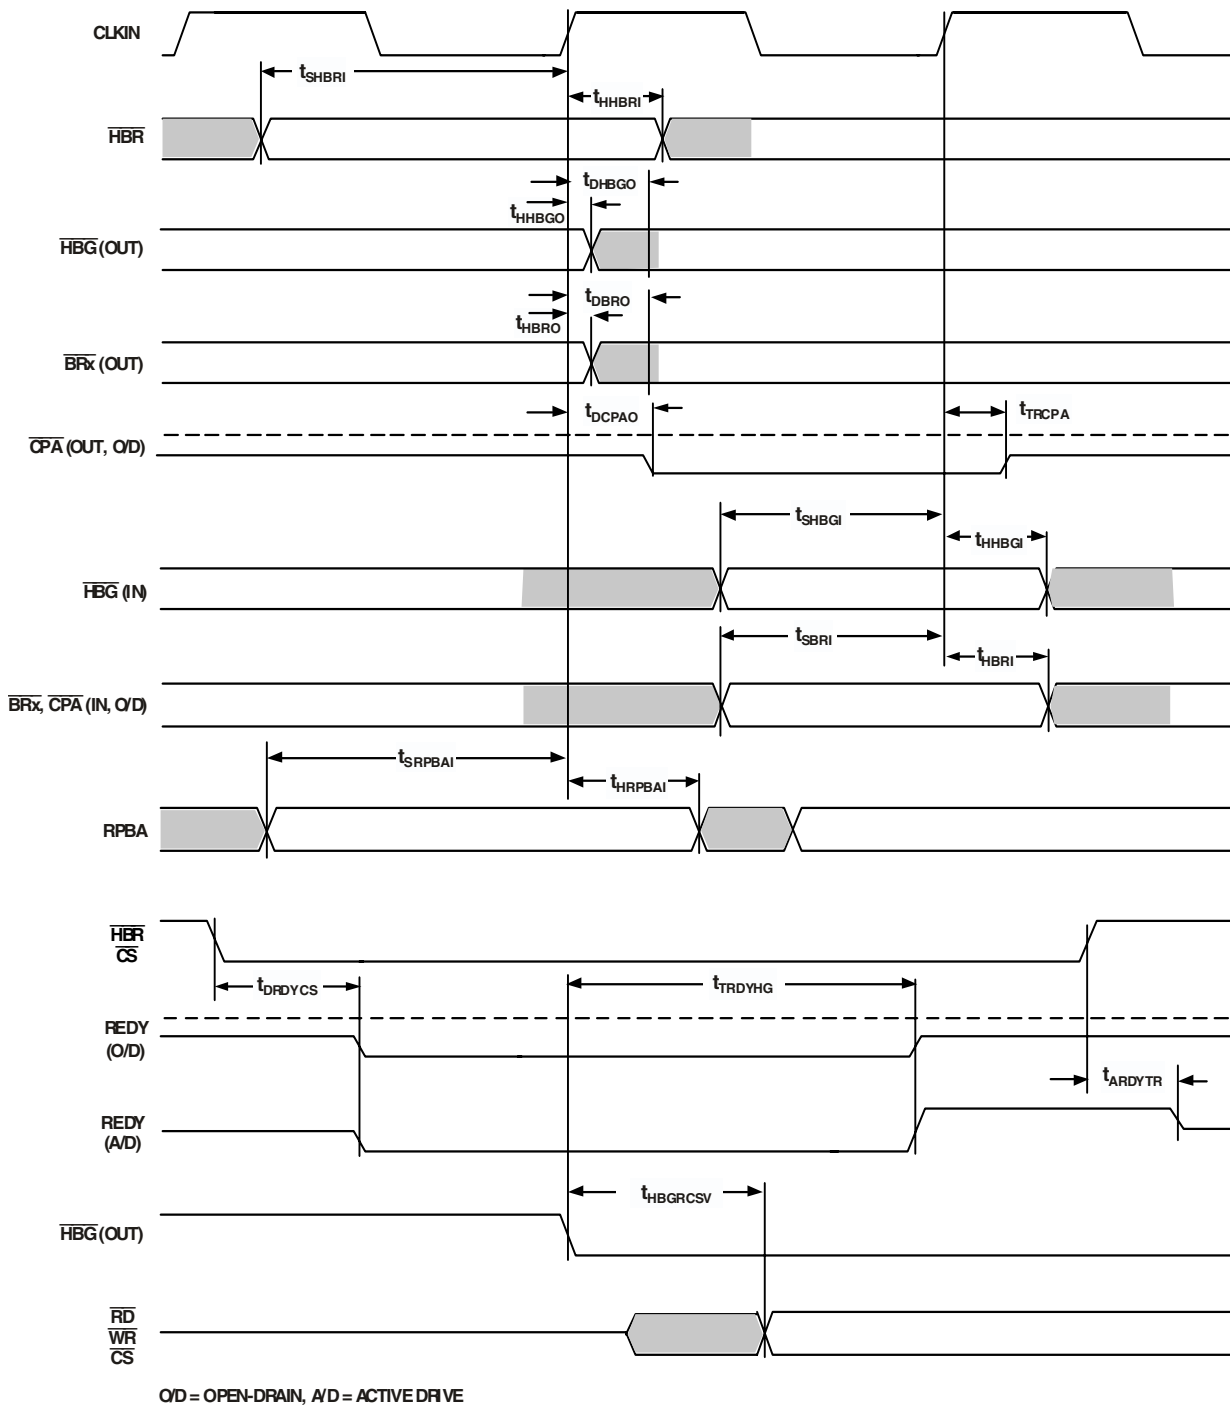 CLKIN
tSHBRI
tHHBRI
HBR
tDHBGO
tHHBGO
HBG (OUT)
tDBRO
tHBRO
BRx (OUT)
tDCPAO
tTRCPA
CPA (OUT, O/D)
tSHBGI
tHHBGI
HBG (IN)
tSBRI
tHBRI
BRx, CPA (IN, O/D)
tSRPBAI
tHRPBAI
RPBA
HBR
CS
tDRDYCS
tTRDYHG
REDY
(O/D)
tARDYTR
REDY
(A/D)
tHBGRCSV
HBG (OUT)
RD
WR
CS
O/D = OPEN-DRAIN, A/D = ACTIVE DRIVE